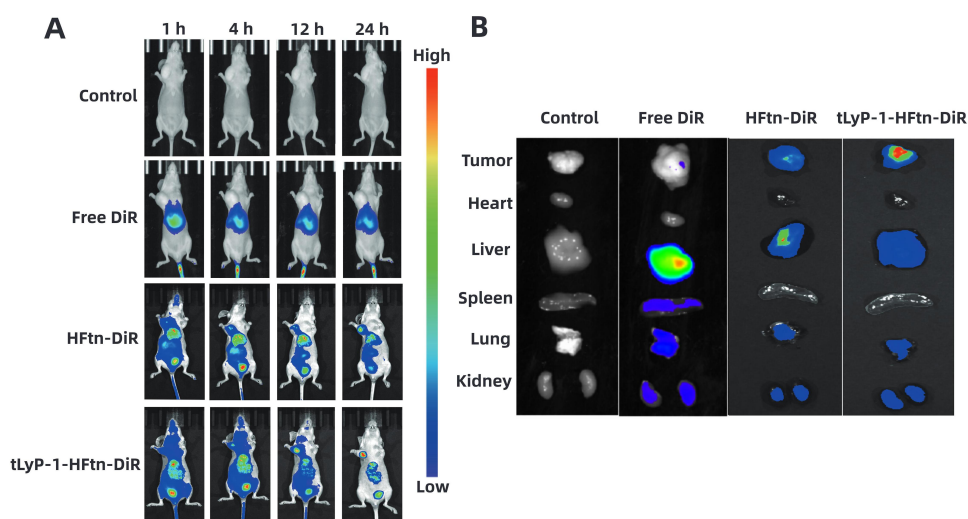 A
1 h 4 h 12 h 24 h
High
Control
Free DiR
HFtn-DiR
tLyP-1-HFtn-DiR
Low
B
Control Free DiR HFtn-DiR tLyP-1-HFtn-DiR
Tumor
Heart
Liver
Spleen
Lung
Kidney